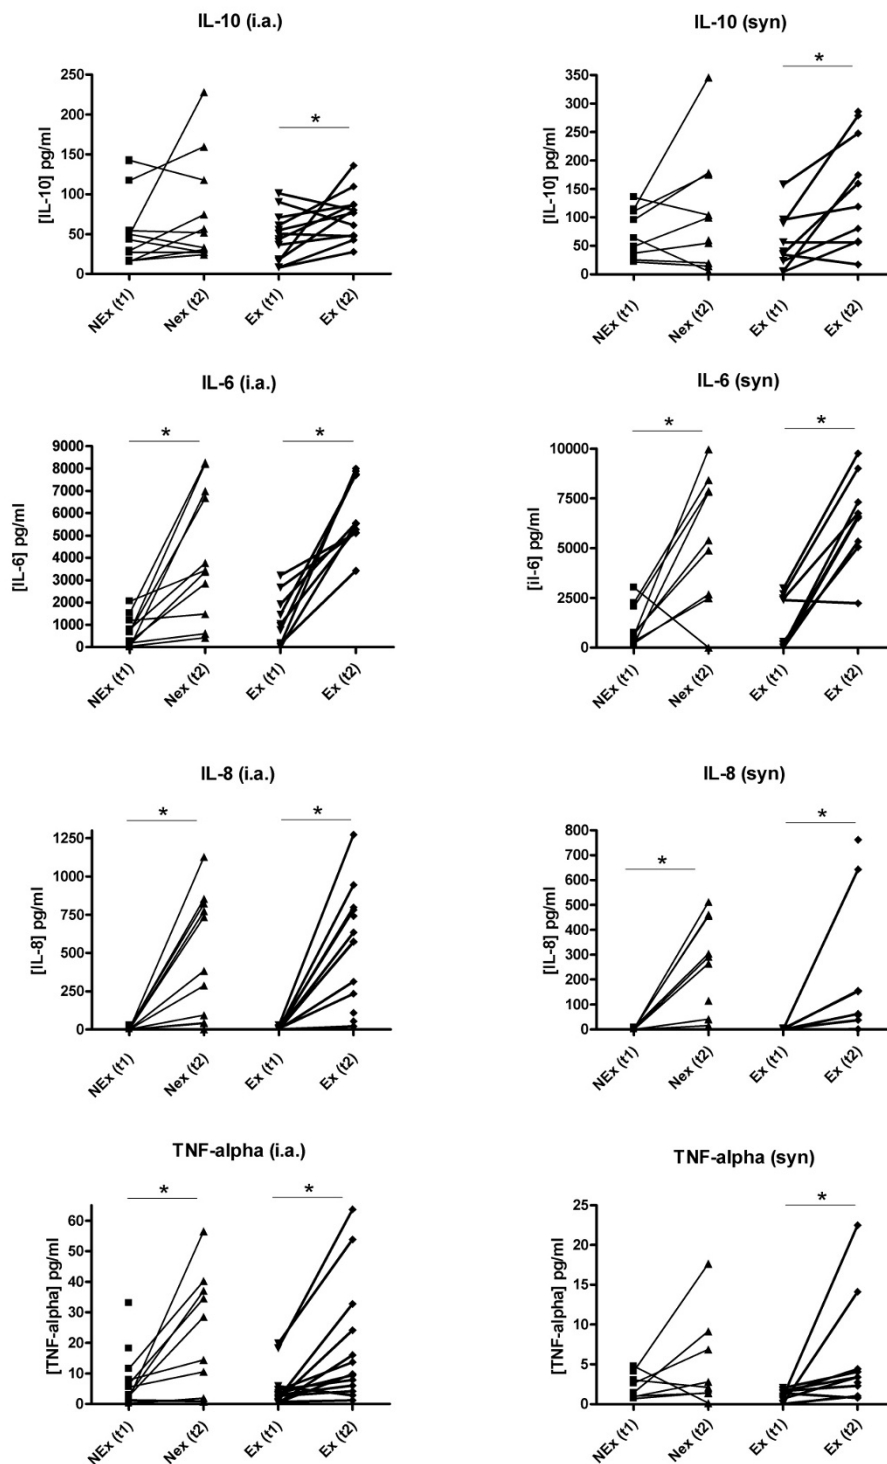 IL-10 (i.a.)
[IL-10] pg/ml
250
200
150
100
50
0
*
NEx (t1)
Nex (t2)
Ex (t1)
Ex (t2)
IL-10 (syn)
[IL-10] pg/ml
350
300
250
200
150
100
50
0
*
NEx (t1)
Nex (t2)
Ex (t1)
Ex (t2)
IL-6 (i.a.)
[IL-6] pg/ml
9000
8000
7000
6000
5000
4000
3000
2000
1000
0
*
*
NEx (t1)
Nex (t2)
Ex (t1)
Ex (t2)
IL-6 (syn)
[il-6] pg/ml
10000
7500
5000
2500
0
*
*
NEx (t1)
Nex (t2)
Ex (t1)
Ex (t2)
IL-8 (i.a.)
[IL-8] pg/ml
1250
1000
750
500
250
0
*
*
NEx (t1)
Nex (t2)
Ex (t1)
Ex (t2)
IL-8 (syn)
[IL-8] pg/ml
800
700
600
500
400
300
200
100
0
*
*
NEx (t1)
Nex (t2)
Ex (t1)
Ex (t2)
TNF-alpha (i.a.)
[TNF-alpha] pg/ml
60
50
40
30
20
10
0
*
*
NEx (t1)
Nex (t2)
Ex (t1)
Ex (t2)
TNF-alpha (syn)
[TNF-alpha] pg/ml
25
20
15
10
5
0
*
NEx (t1)
Nex (t2)
Ex (t1)
Ex (t2)